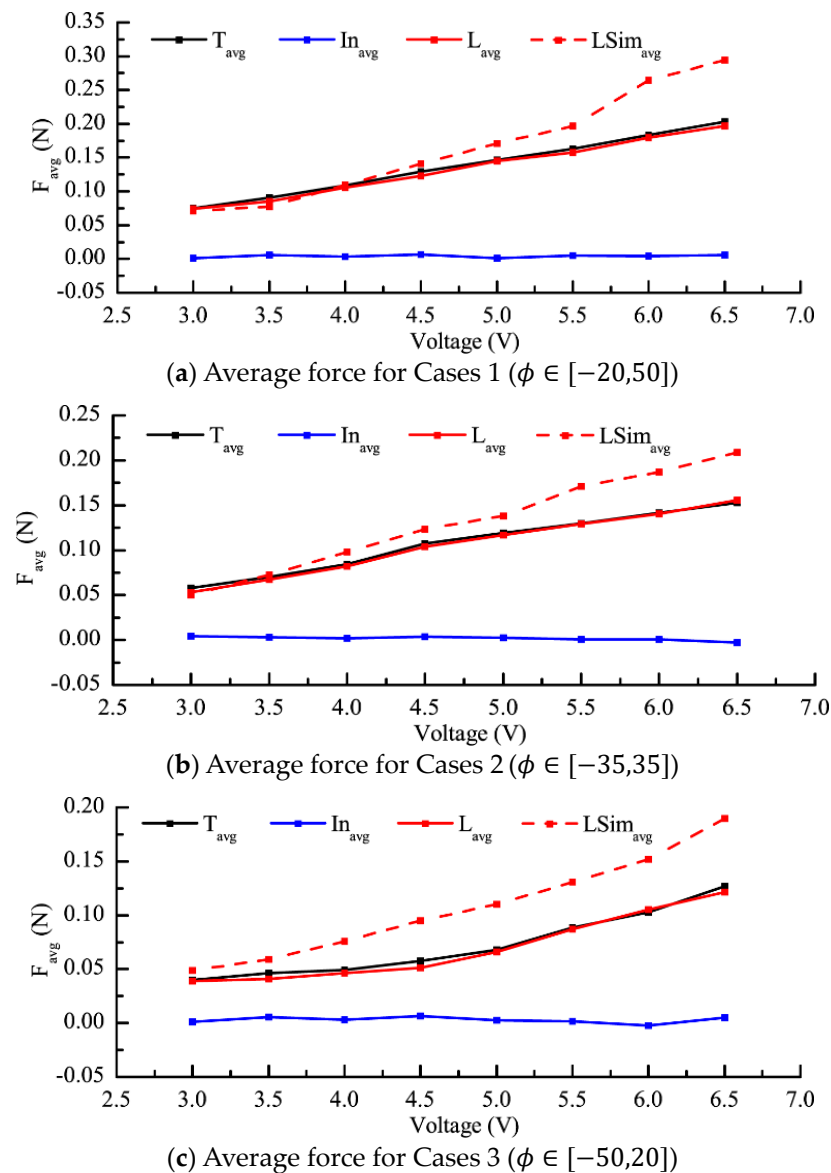 T_avg In_avg L_avg LSim_avg
0.35
0.30
0.25
0.20
0.15
0.10
0.05
0.00
-0.05
F_avg (N)
2.5 3.0 3.5 4.0 4.5 5.0 5.5 6.0 6.5 7.0
Voltage (V)
(a) Average force for Cases 1 (ϕ ∈ [−20,50])
T_avg In_avg L_avg LSim_avg
0.25
0.20
0.15
0.10
0.05
0.00
-0.05
F_avg (N)
2.5 3.0 3.5 4.0 4.5 5.0 5.5 6.0 6.5 7.0
Voltage (V)
(b) Average force for Cases 2 (ϕ ∈ [−35,35])
T_avg In_avg L_avg LSim_avg
0.20
0.15
0.10
0.05
0.00
-0.05
F_avg (N)
2.5 3.0 3.5 4.0 4.5 5.0 5.5 6.0 6.5 7.0
Voltage (V)
(c) Average force for Cases 3 (ϕ ∈ [−50,20])